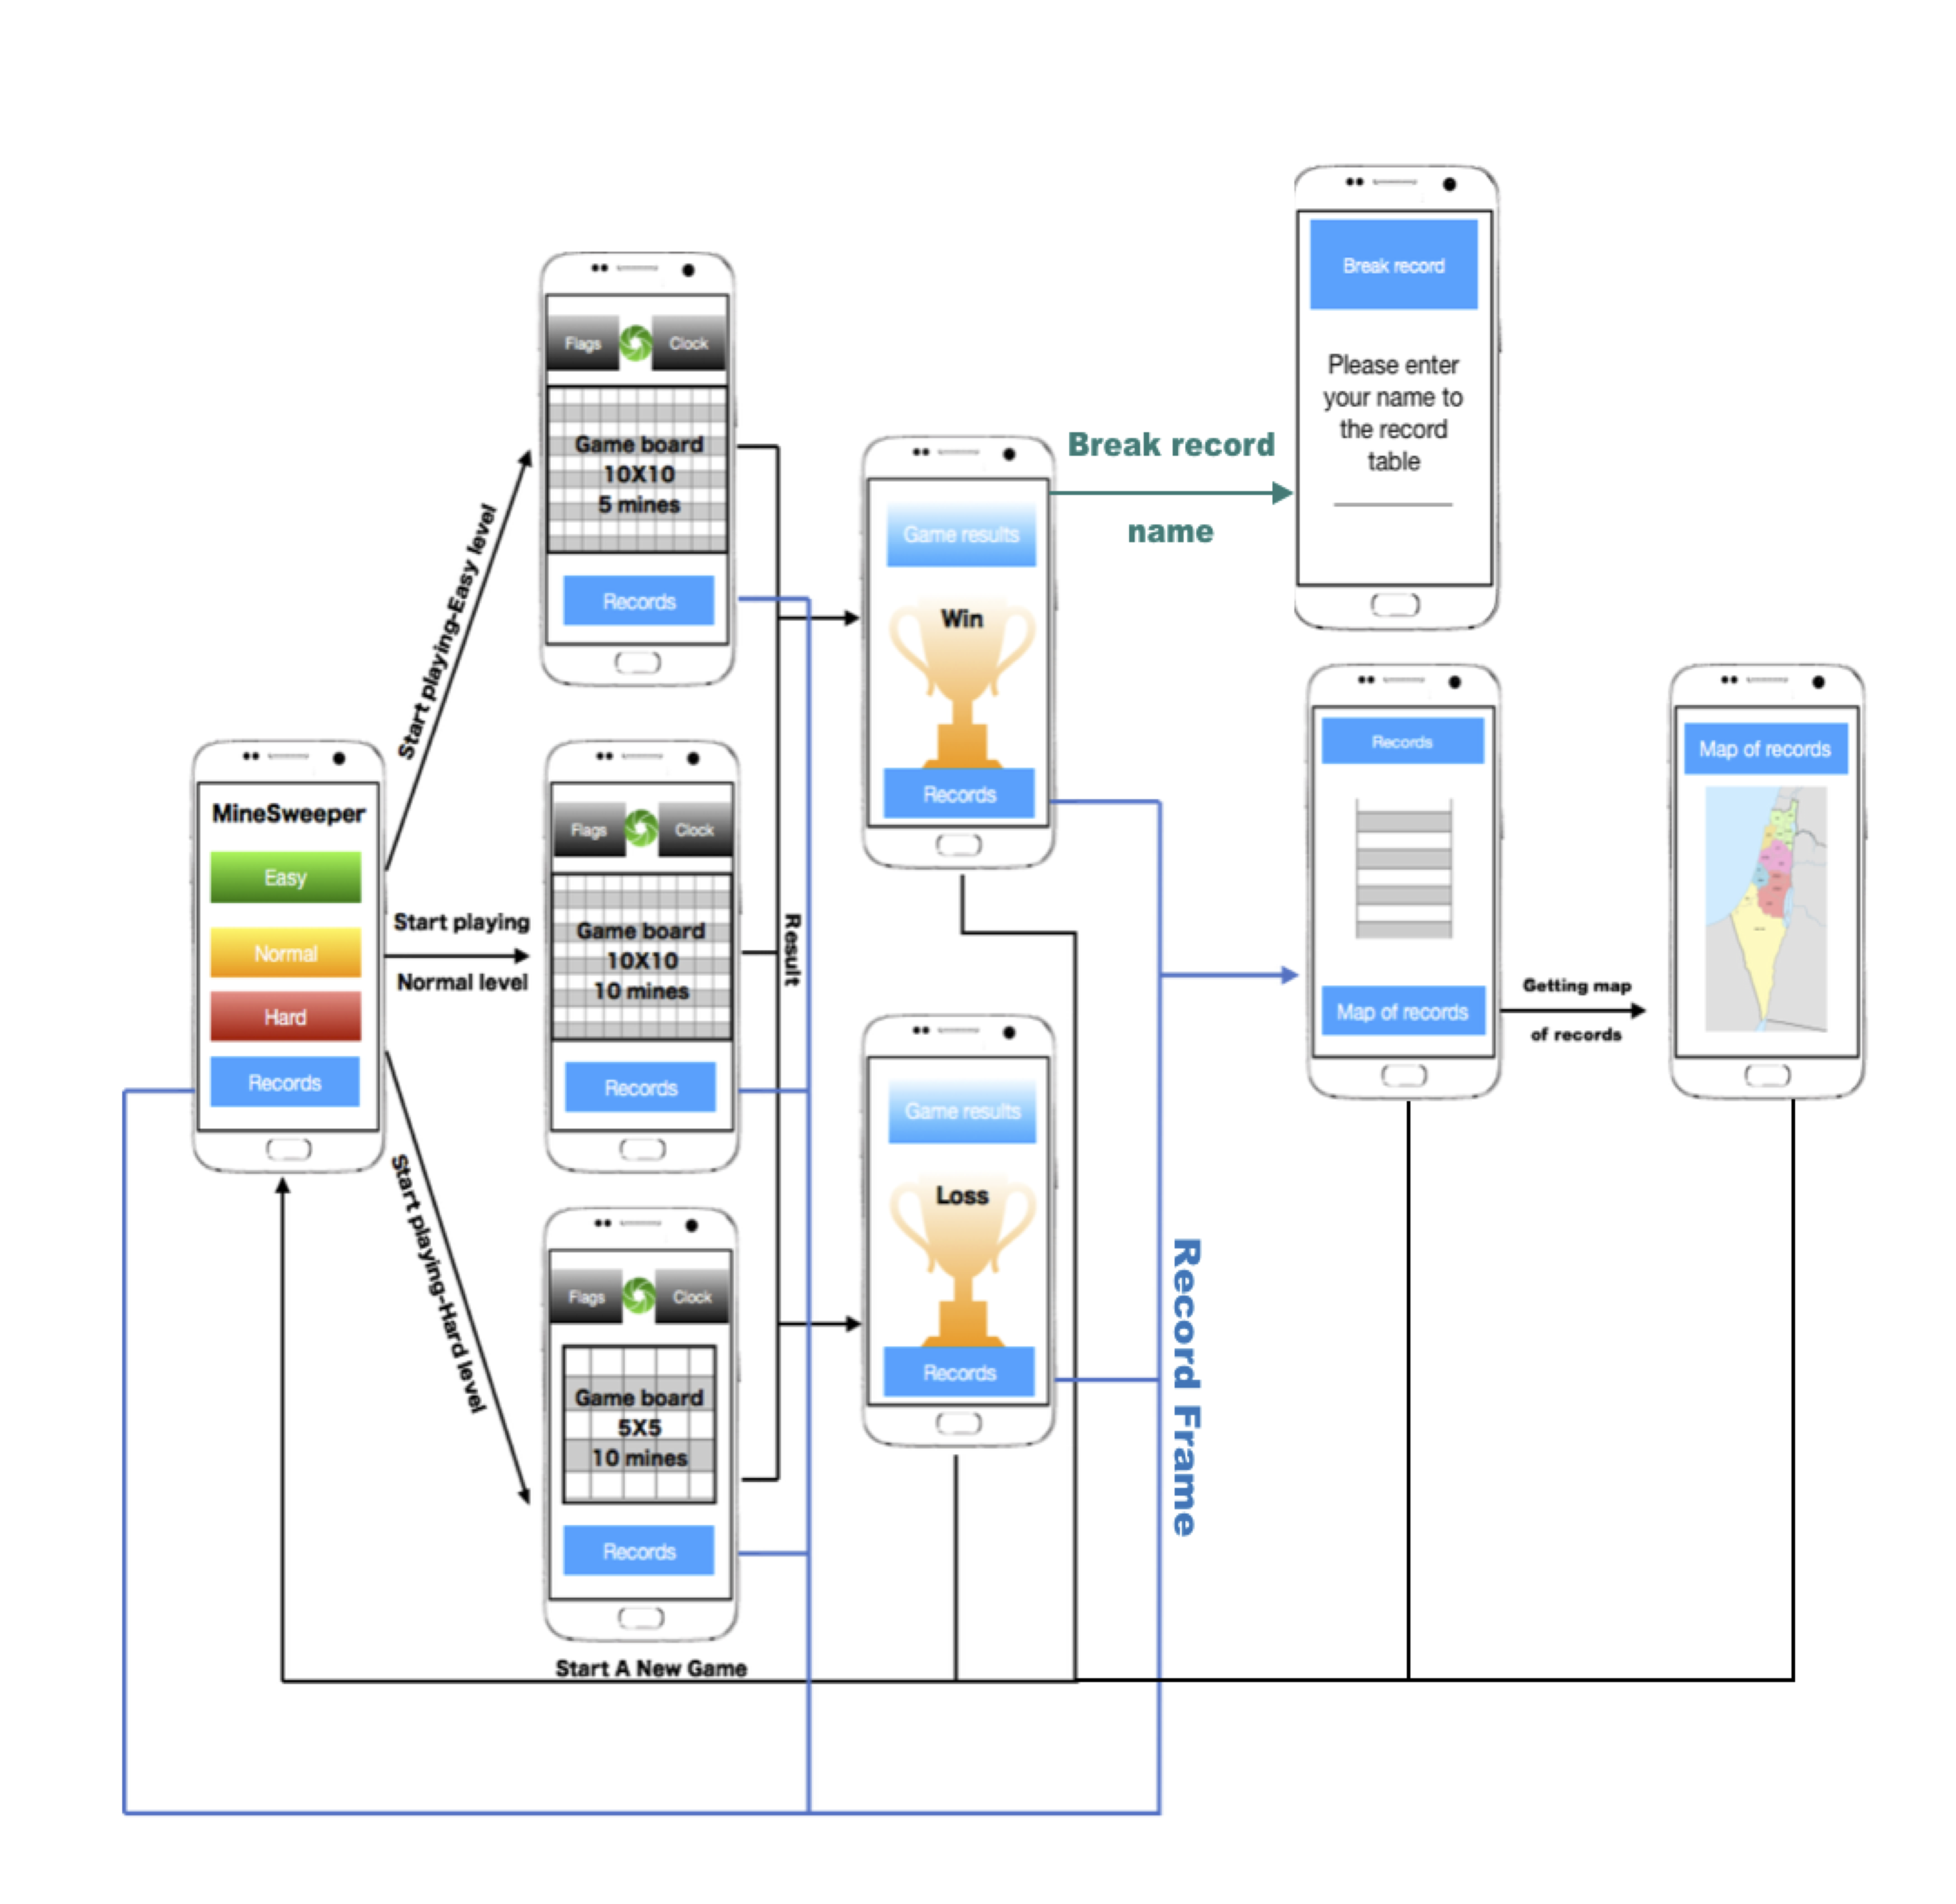 MineSweeper
Easy
Normal
Hard
Records
Start playing-Easy level
Start playing
Normal level
Start playing-Hard level
Flags
Clock
Game board
10X10
5 mines
Records
Flags
Clock
Game board
10X10
10 mines
Records
Flags
Clock
Game board
5X5
10 mines
Records
Start A New Game
Result
Game results
Win
Records
Game results
Loss
Records
Break record
name
Record Frame
Break record
Please enter
your name to
the record
table
Records
Map of records
Getting map
of records
Map of records